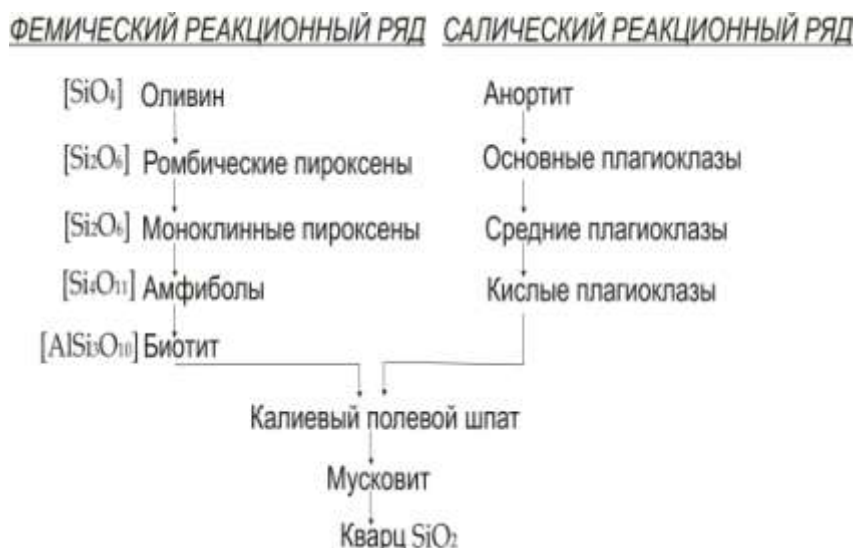 ФЕМИЧЕСКИЙ РЕАКЦИОННЫЙ РЯД САЛИЧЕСКИЙ РЕАКЦИОННЫЙ РЯД
[SiO₄] Оливин Анортит
[Si₂O₆] Ромбические пироксены Основные плагиоклазы
[Si₂O₆] Моноклинные пироксены Средние плагиоклазы
[Si₄O₁₁] Амфиболы Кислые плагиоклазы
[AlSi₃O₁₀] Биотит
Калиевый полевой шпат
Мусковит
Кварц SiO₂